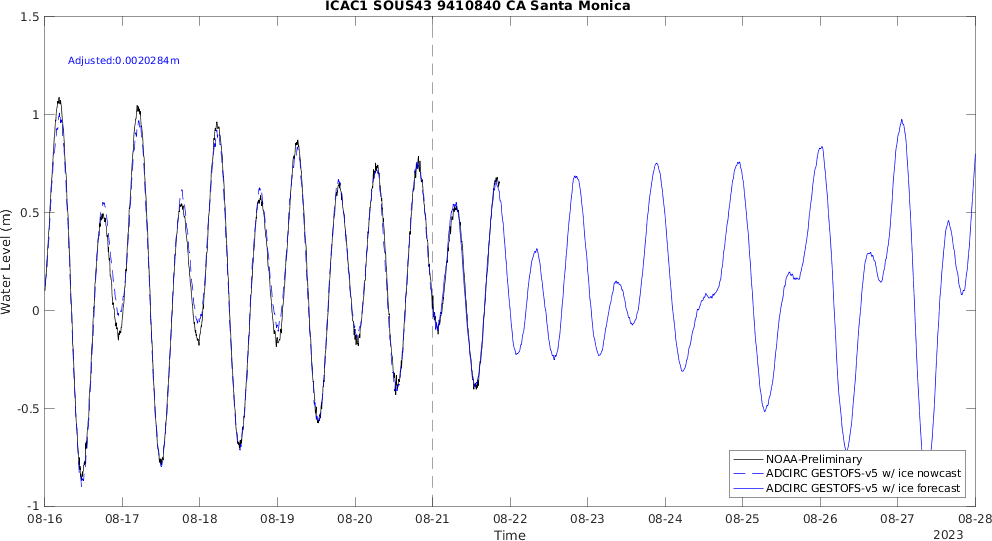 ICAC1 SOUS43 9410840 CA Santa Monica
1.5
Adjusted:0.0020284m
1
0.5
0
-0.5
-1
Water Level (m)
NOAA-Preliminary
ADCIRC GESTOFS-v5 w/ ice nowcast
ADCIRC GESTOFS-v5 w/ ice forecast
08-16 08-17 08-18 08-19 08-20 08-21 08-22 08-23 08-24 08-25 08-26 08-27 08-28
Time
2023